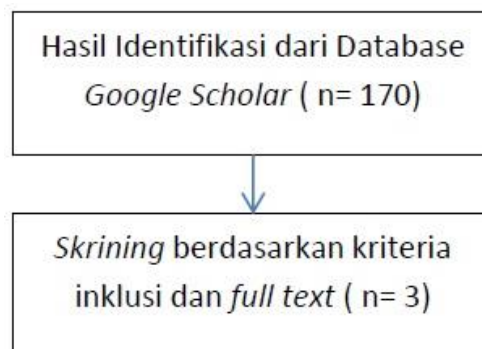 Hasil Identifikasi dari Database
Google Scholar ( n= 170)
Skrining berdasarkan kriteria
inklusi dan full text ( n= 3)